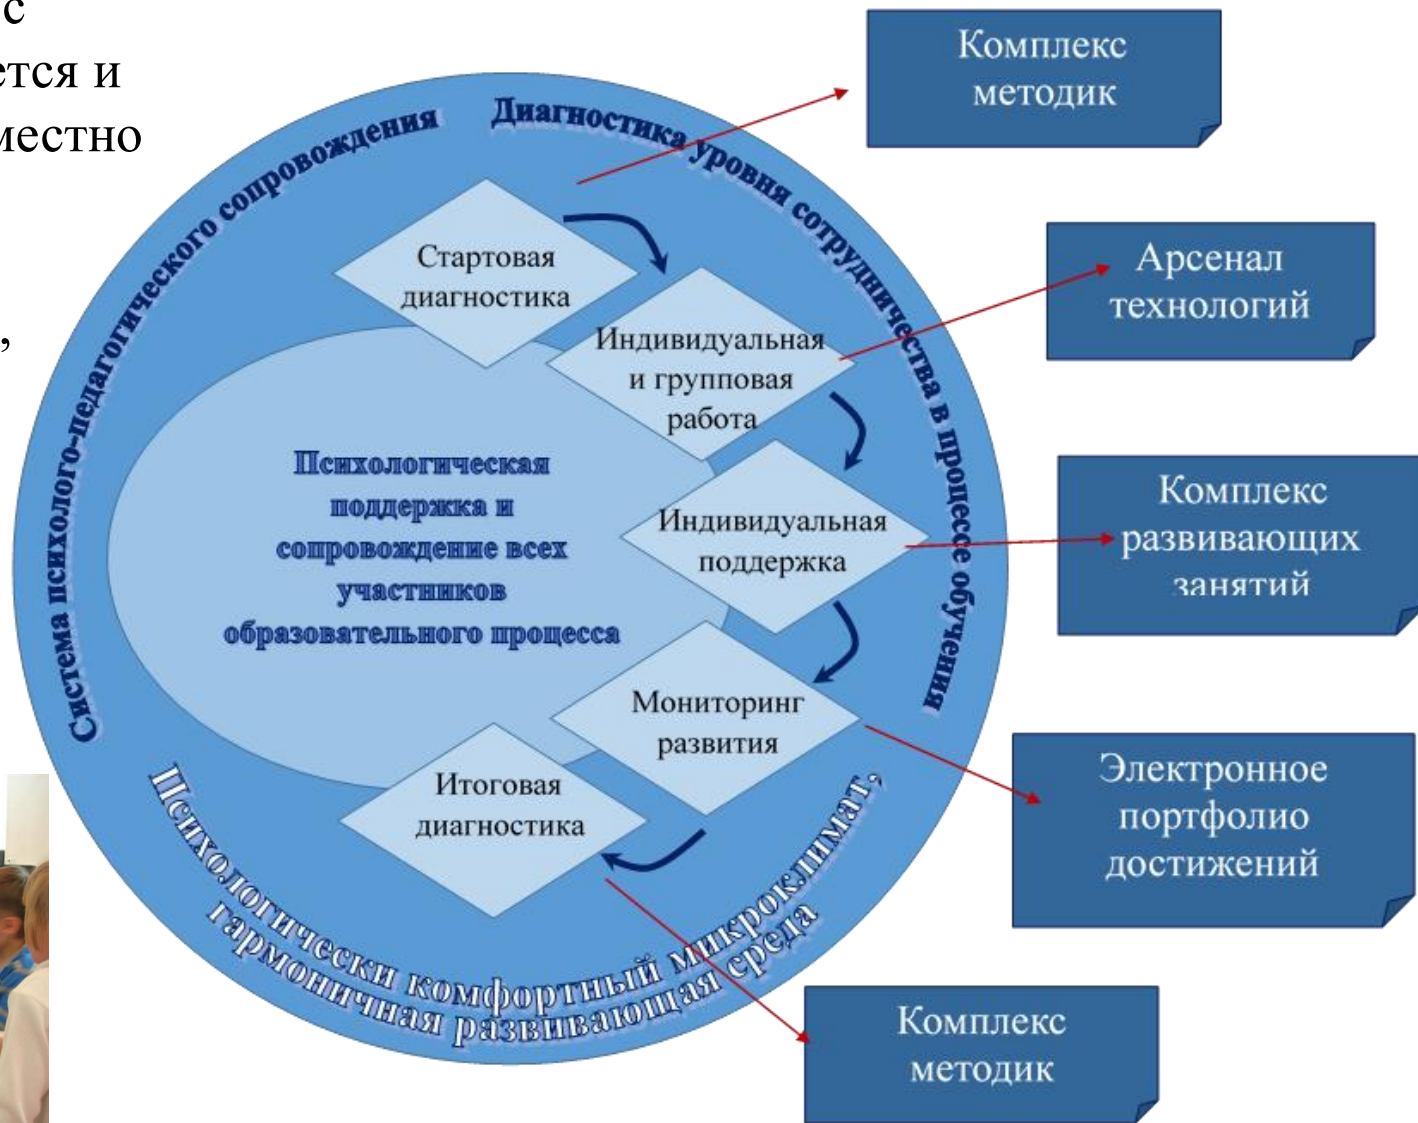 с
ется и
местно
,
Система психолого-педагогического сопровождения
Диагностика уровня сотрудничества в процессе обучения
Стартовая
диагностика
Индивидуальная
и групповая
работа
Индивидуальная
поддержка
Мониторинг
развития
Итоговая
диагностика
Психологическая
поддержка и
сопровождение всех
участников
образовательного процесса
Психологически комфортный микроклимат,
гармоничная развивающая среда
Комплекс
методик
Арсенал
технологий
Комплекс
развивающих
занятий
Электронное
портфолио
достижений
Комплекс
методик